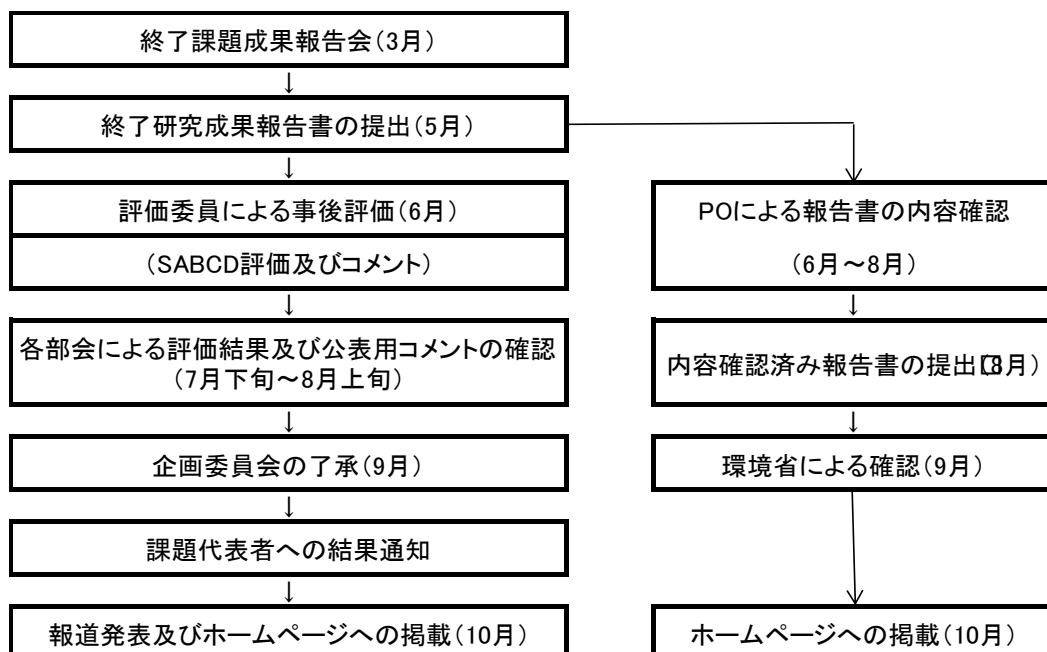 終了課題成果報告会(3月)
↓
終了研究成果報告書の提出(5月)
↓
評価委員による事後評価(6月)
(SABCD評価及びコメント)
↓
各部会による評価結果及び公表用コメントの確認
(7月下旬~8月上旬)
↓
企画委員会の了承(9月)
↓
課題代表者への結果通知
↓
報道発表及びホームページへの掲載(10月)
POによる報告書の内容確認
(6月~8月)
↓
内容確認済み報告書の提出
月)
↓
環境省による確認(9月)
ホームページへの掲載(10月)